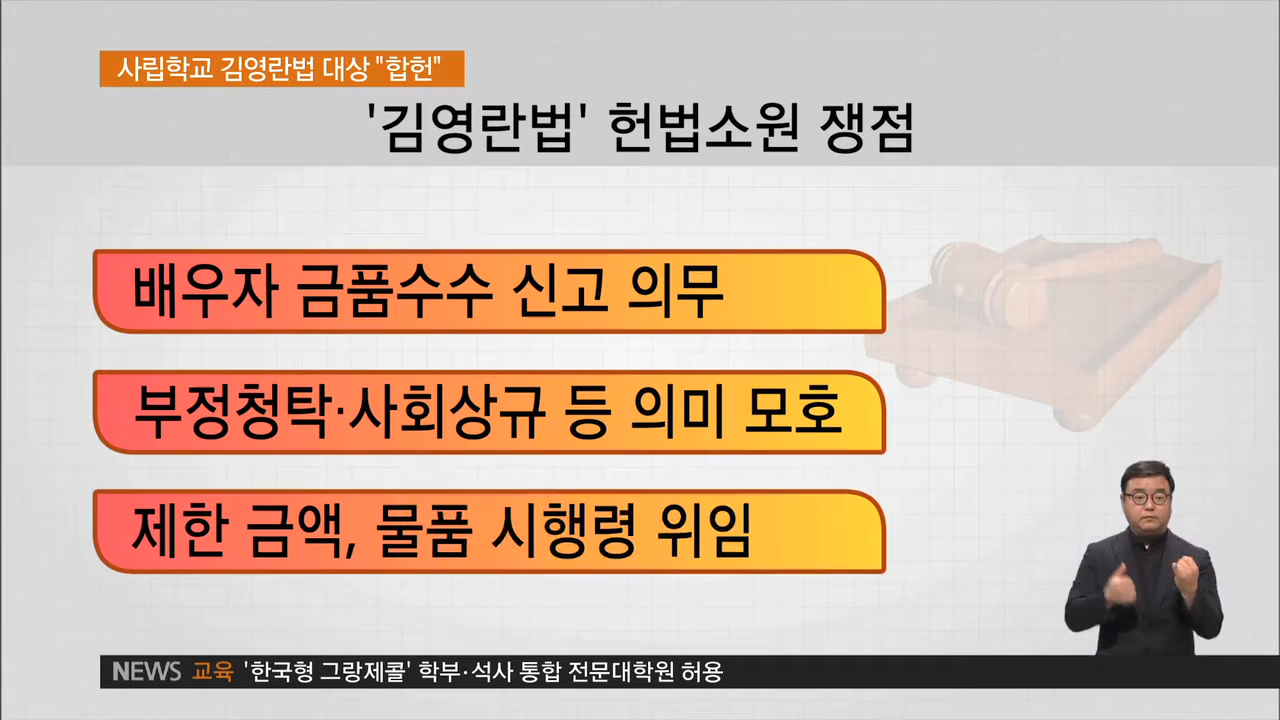 사립학교 김영란법 대상 "합헌"
'김영란법' 헌법소원 쟁점
배우자 금품수수 신고 의무
부정청탁·사회상규 등 의미 모호
제한 금액, 물품 시행령 위임
NEWS 교육 '한국형 그랑제콜' 학부·석사 통합 전문대학원 허용